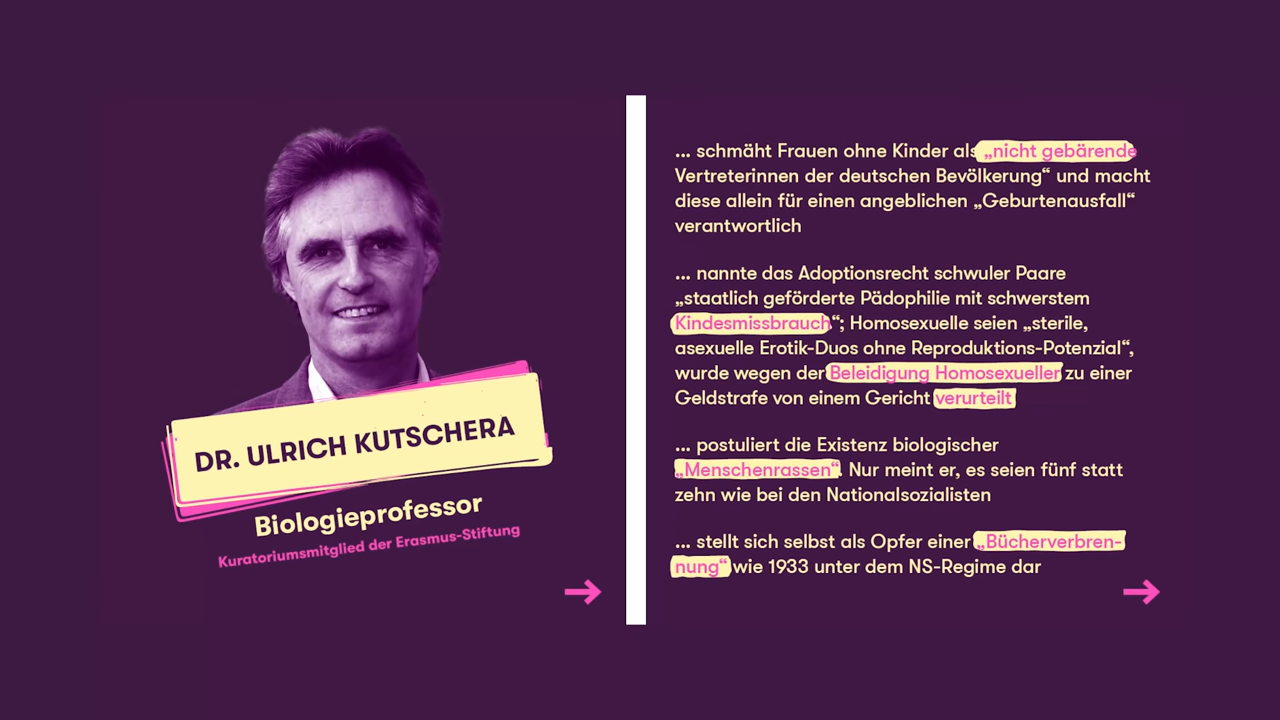 DR. ULRICH KUTSCHERA
Biologieprofessor
Kuratoriumsmitglied der Erasmus-Stiftung
... schmäht Frauen ohne Kinder als „nicht gebärende
Vertreterinnen der deutschen Bevölkerung“ und macht
diese allein für einen angeblichen „Geburtenausfall“
verantwortlich
... nannte das Adoptionsrecht schwuler Paare
„staatlich geförderte Pädophilie mit schwerstem
Kindesmissbrauch“; Homosexuelle seien „sterile,
asexuelle Erotik-Duos ohne Reproduktions-Potenzial“,
wurde wegen der Beleidigung Homosexueller zu einer
Geldstrafe von einem Gericht verurteilt
... postuliert die Existenz biologischer
„Menschenrassen“. Nur meint er, es seien fünf statt
zehn wie bei den Nationalsozialisten
... stellt sich selbst als Opfer einer „Bücherverbren-
nung“ wie 1933 unter dem NS-Regime dar